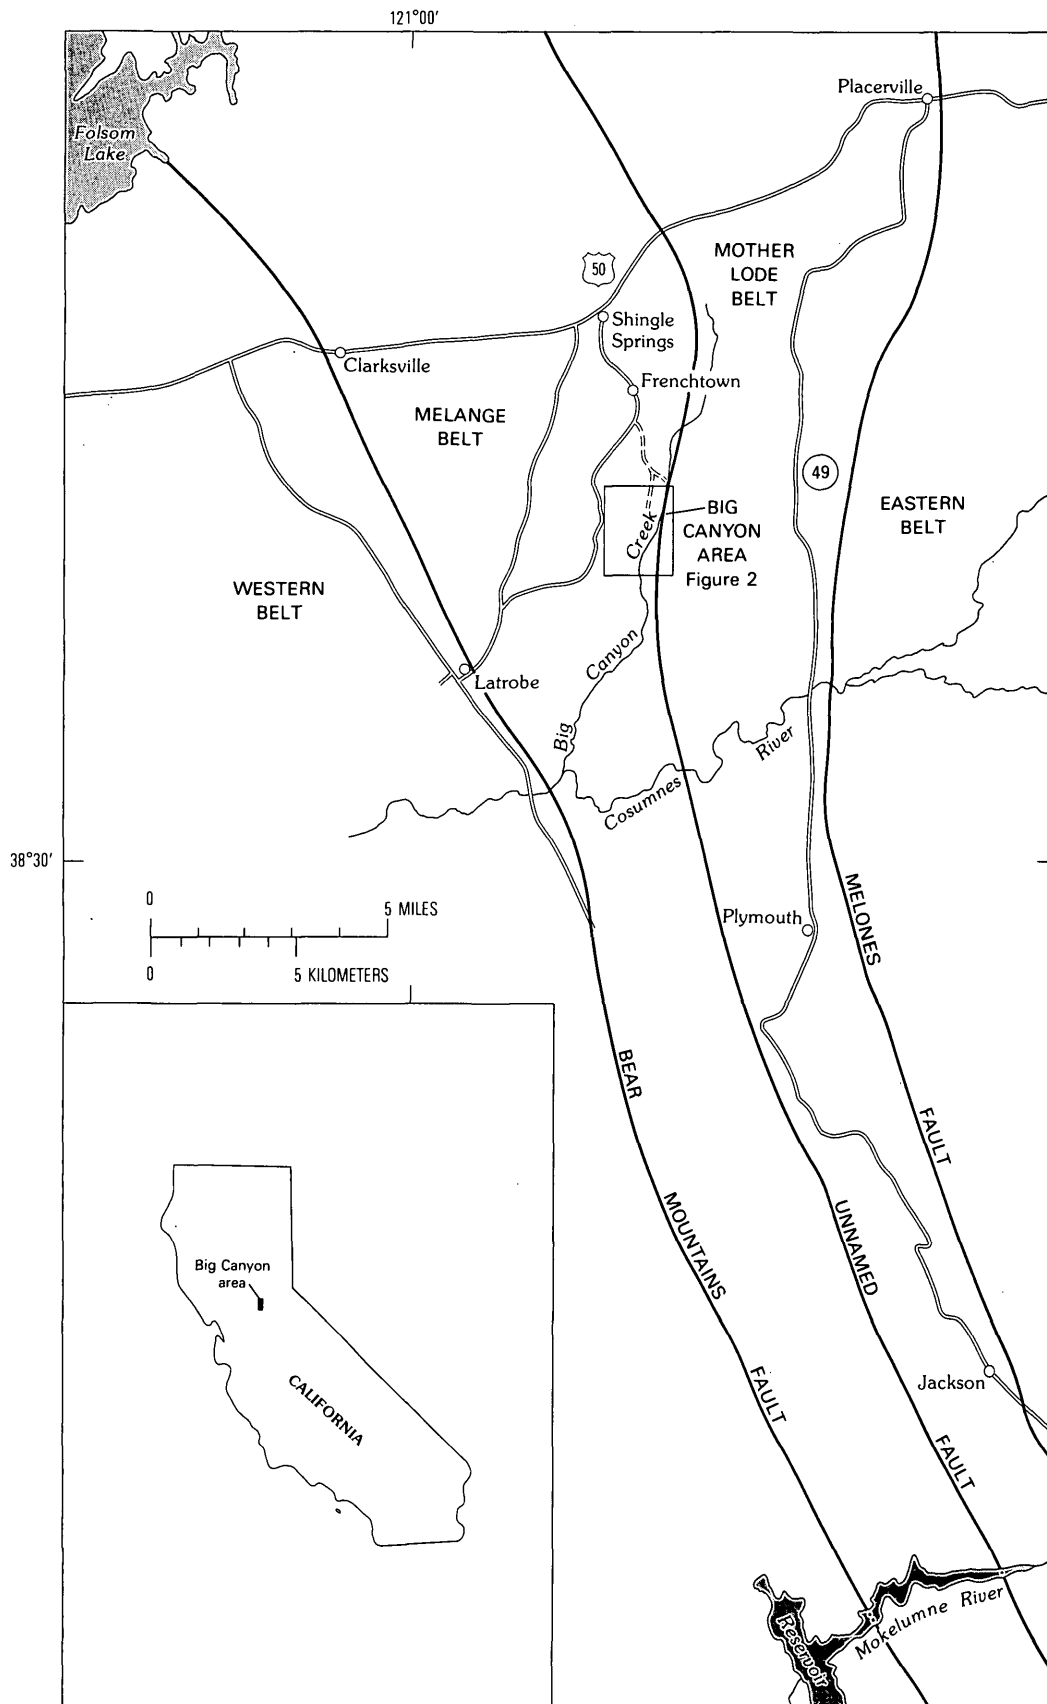 121°00'
Placerville
Folsom
Lake
MOTHER
LODE
BELT
50
Shingle
Springs
Clarksville
Frenchtown
MELANGE
BELT
49
EASTERN
BELT
BIG
CANYON
AREA
Figure 2
WESTERN
BELT
Big Canyon Creek
Latrobe
Cosumnes River
38°30'
0
5 MILES
0
5 KILOMETERS
Plymouth
MELONES FAULT
BEAR MOUNTAINS FAULT
UNNAMED FAULT
Big Canyon
area
CALIFORNIA
Jackson
Reservoir
Mokelumne River